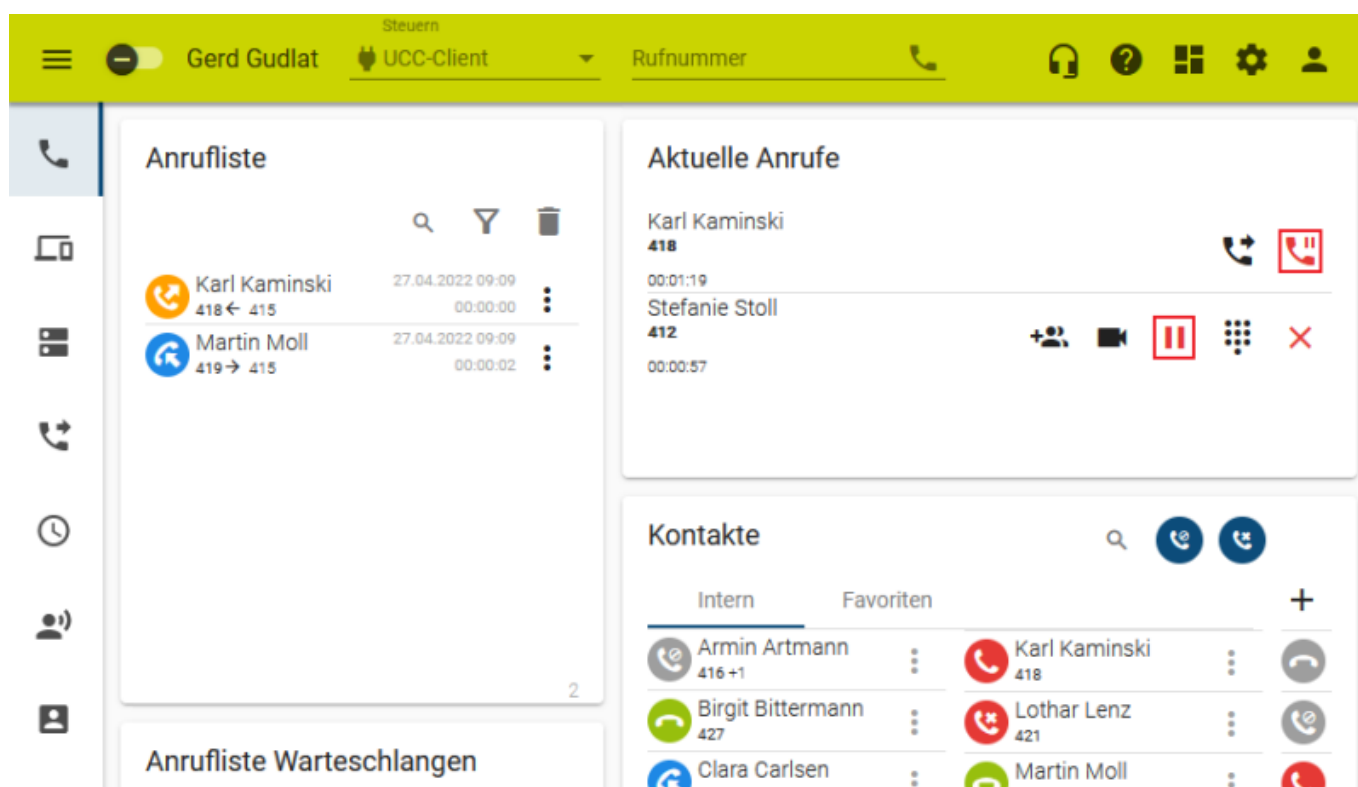 Steuern
Gerd Gudlat
UCC-Client
Rufnummer
Anrufliste
Karl Kaminski
27.04.2022 09:09
418 ← 415
00:00:00
Martin Moll
27.04.2022 09:09
419 → 415
00:00:02
2
Anrufliste Warteschlangen
Aktuelle Anrufe
Karl Kaminski
418
00:01:19
Stefanie Stoll
412
00:00:57
Kontakte
Intern Favoriten
Armin Artmann
416 +1
Karl Kaminski
418
Birgit Bittermann
427
Lothar Lenz
421
Clara Carlsen
Martin Moll